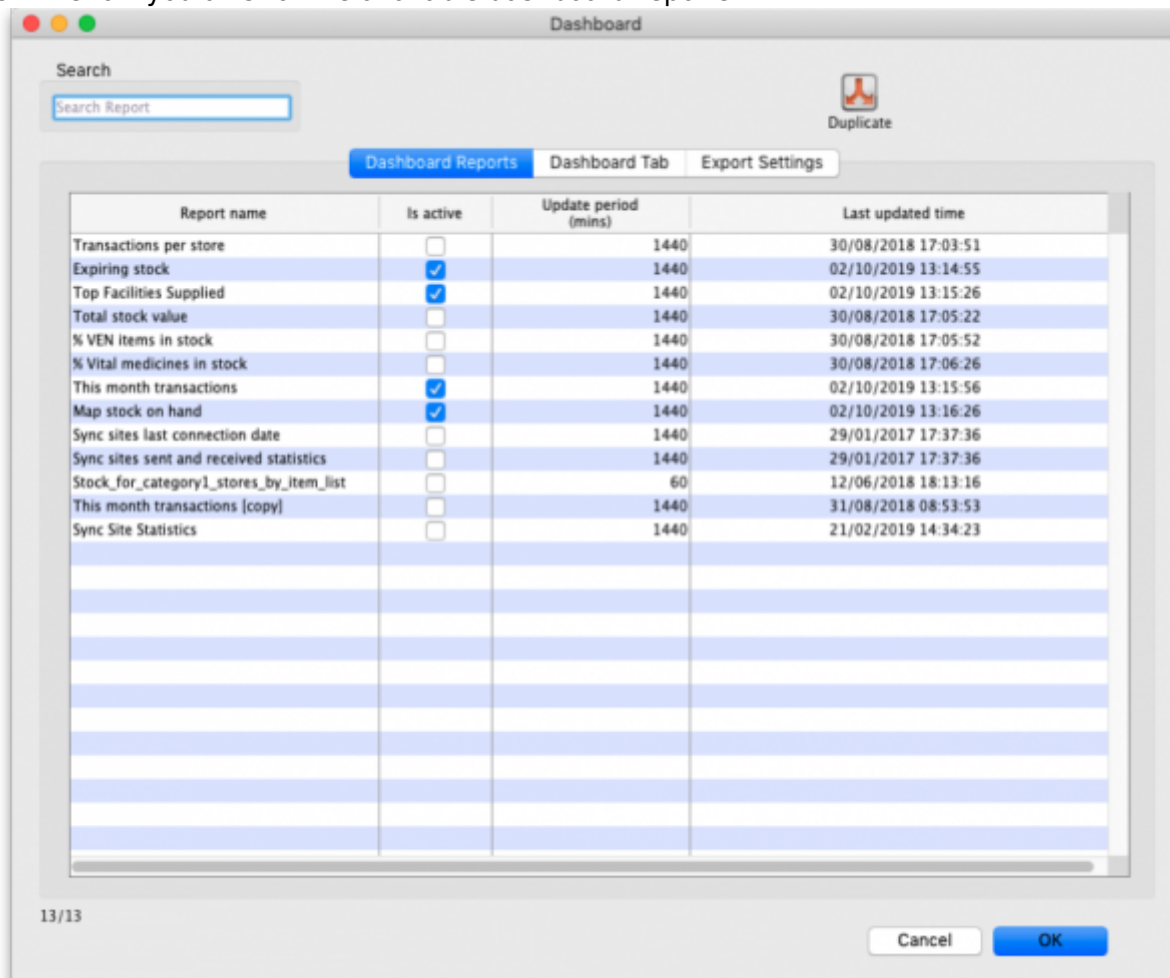 Dashboard
Search
Search Report
Duplicate
Dashboard Reports Dashboard Tab Export Settings
Report name Is active Update period (mins) Last updated time
Transactions per store 1440 30/08/2018 17:03:51
Expiring stock 1440 02/10/2019 13:14:55
Top Facilities Supplied 1440 02/10/2019 13:15:26
Total stock value 1440 30/08/2018 17:05:22
% VEN items in stock 1440 30/08/2018 17:05:52
% Vital medicines in stock 1440 30/08/2018 17:06:26
This month transactions 1440 02/10/2019 13:15:56
Map stock on hand 1440 02/10/2019 13:16:26
Sync sites last connection date 1440 29/01/2017 17:37:36
Sync sites sent and received statistics 1440 29/01/2017 17:37:36
Stock_for_category1_stores_by_item_list 60 12/06/2018 18:13:16
This month transactions [copy] 1440 31/08/2018 08:53:53
Sync Site Statistics 1440 21/02/2019 14:34:23
13/13
Cancel OK